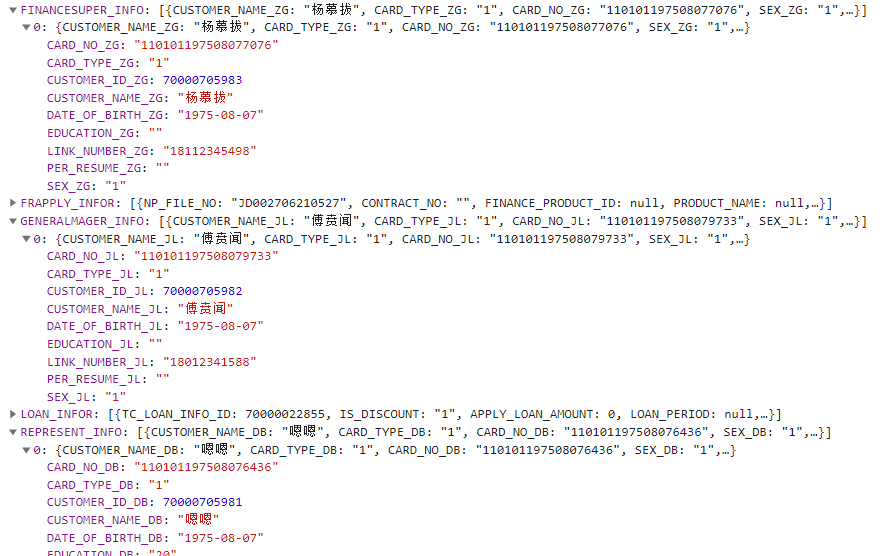 FINANCESUPER_INFO: [{CUSTOMER_NAME_ZG: "杨慕拔", CARD_TYPE_ZG: "1", CARD_NO_ZG: "110101197508077076", SEX_ZG: "1",…}]
0: {CUSTOMER_NAME_ZG: "杨慕拔", CARD_TYPE_ZG: "1", CARD_NO_ZG: "110101197508077076", SEX_ZG: "1",…}
CARD_NO_ZG: "110101197508077076"
CARD_TYPE_ZG: "1"
CUSTOMER_ID_ZG: 70000705983
CUSTOMER_NAME_ZG: "杨慕拔"
DATE_OF_BIRTH_ZG: "1975-08-07"
EDUCATION_ZG: ""
LINK_NUMBER_ZG: "18112345498"
PER_RESUME_ZG: ""
SEX_ZG: "1"
FRAPPLY_INFOR: [{NP_FILE_NO: "JD002706210527", CONTRACT_NO: "", FINANCE_PRODUCT_ID: null, PRODUCT_NAME: null,…}]
GENERALMAGER_INFO: [{CUSTOMER_NAME_JL: "傅贲闻", CARD_TYPE_JL: "1", CARD_NO_JL: "110101197508079733", SEX_JL: "1",…}]
0: {CUSTOMER_NAME_JL: "傅贲闻", CARD_TYPE_JL: "1", CARD_NO_JL: "110101197508079733", SEX_JL: "1",…}
CARD_NO_JL: "110101197508079733"
CARD_TYPE_JL: "1"
CUSTOMER_ID_JL: 70000705982
CUSTOMER_NAME_JL: "傅贲闻"
DATE_OF_BIRTH_JL: "1975-08-07"
EDUCATION_JL: ""
LINK_NUMBER_JL: "18012341588"
PER_RESUME_JL: ""
SEX_JL: "1"
LOAN_INFOR: [{TC_LOAN_INFO_ID: 70000022855, IS_DISCOUNT: "1", APPLY_LOAN_AMOUNT: 0, LOAN_PERIOD: null,…}]
REPRESENT_INFO: [{CUSTOMER_NAME_DB: "嗯嗯", CARD_TYPE_DB: "1", CARD_NO_DB: "110101197508076436", SEX_DB: "1",…}]
0: {CUSTOMER_NAME_DB: "嗯嗯", CARD_TYPE_DB: "1", CARD_NO_DB: "110101197508076436", SEX_DB: "1",…}
CARD_NO_DB: "110101197508076436"
CARD_TYPE_DB: "1"
CUSTOMER_ID_DB: 70000705981
CUSTOMER_NAME_DB: "嗯嗯"
DATE_OF_BIRTH_DB: "1975-08-07"
EDUCATION_DB: "20"